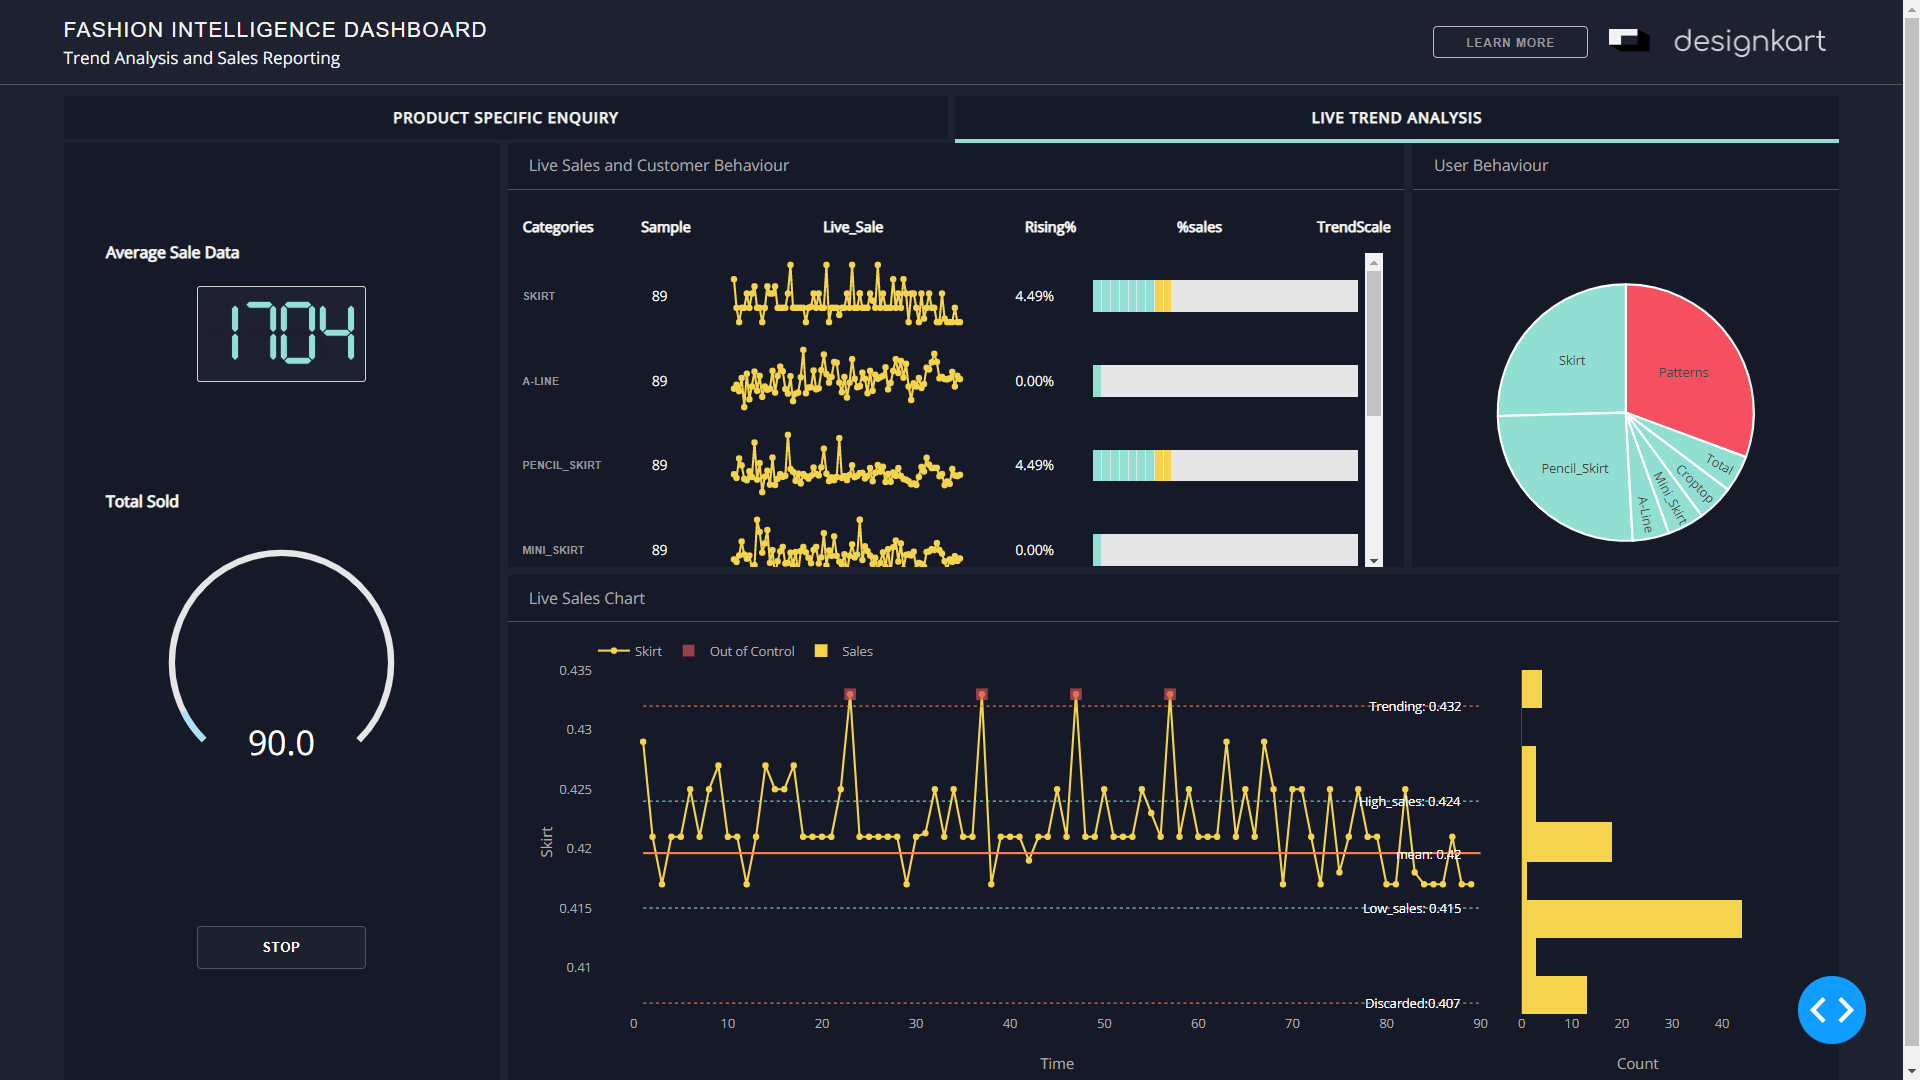 FASHION INTELLIGENCE DASHBOARD
Trend Analysis and Sales Reporting
LEARN MORE
designkart
PRODUCT SPECIFIC ENQUIRY
LIVE TREND ANALYSIS
Average Sale Data
1704
Total Sold
90.0
STOP
Live Sales and Customer Behaviour
Categories Sample Live_Sale Rising% %sales TrendScale
SKIRT 89 4.49%
A-LINE 89 0.00%
PENCIL_SKIRT 89 4.49%
MINI_SKIRT 89 0.00%
User Behaviour
Skirt
Patterns
Pencil_Skirt
Total
Croptop
Mini_Skirt
A-Line
Live Sales Chart
Skirt Out of Control Sales
0.435
0.43
0.425
0.42
0.415
0.41
Skirt
Trending: 0.432
High_sales: 0.424
mean: 0.42
Low_sales: 0.415
Discarded:0.407
0 10 20 30 40 50 60 70 80 90
Time
0 10 20 30 40
Count